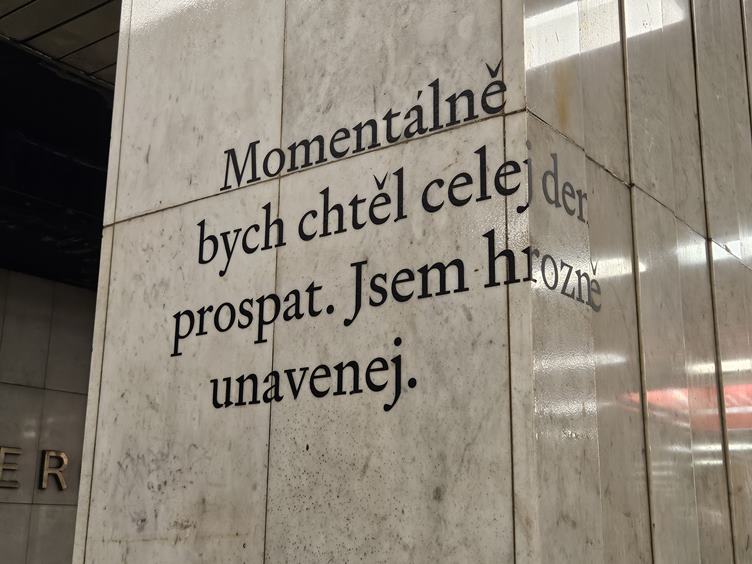 Momentálně
bych chtěl celej den
prospat. Jsem hrozně
unavenej.
ER